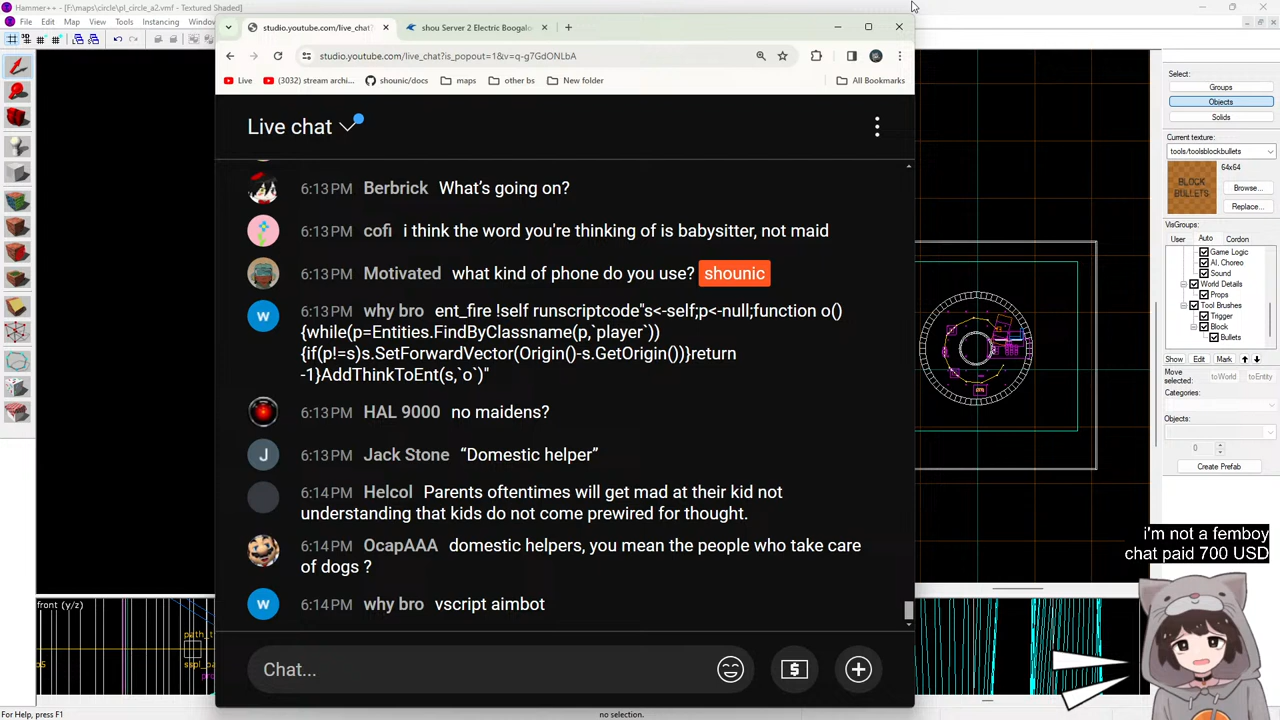 Hammer++ - [F:\maps\circle\pl_circle_a2.vmf - Textured Shaded]
File Edit Map View Tools Instancing
studio.youtube.com/live_chat?
shou Server 2 Electric Boogalo
studio.youtube.com/live_chat?is_popout=1&v=q-g7GdONLbA
Live
(3032) stream archi...
shounic/docs
maps
other bs
New folder
All Bookmarks
Live chat
6:13 PM Berbrick What's going on?
6:13 PM cofi i think the word you're thinking of is babysitter, not maid
6:13 PM Motivated what kind of phone do you use? shounic
6:13 PM why bro ent_fire !self runscriptcode"s<-self;p<-null;function o()
{while(p=Entities.FindByClassname(p,`player`))
{if(p!=s)s.SetForwardVector(Origin()-s.GetOrigin())}return
-1}AddThinkToEnt(s,`o`)"
6:13 PM HAL 9000 no maidens?
6:13 PM Jack Stone “Domestic helper”
6:14 PM Helcol Parents oftentimes will get mad at their kid not
understanding that kids do not come prewired for thought.
6:14 PM OcapAAA domestic helpers, you mean the people who take care
of dogs ?
6:14 PM why bro vscript aimbot
Chat...
Select:
Groups
Objects
Solids
Current texture:
tools/toolsblockbullets
64x64
BLOCK
BULLETS
Browse...
Replace...
VisGroups:
User Auto Cordon
Game Logic
AI, Choreo
Sound
World Details
Props
Tool Brushes
Trigger
Block
Bullets
Show Edit Mark
Move
selected:
toWorld toEntity
Categories:
Objects:
0
Create Prefab
i'm not a femboy
chat paid 700 USD
front (y/z)
For Help, press F1
no selection.